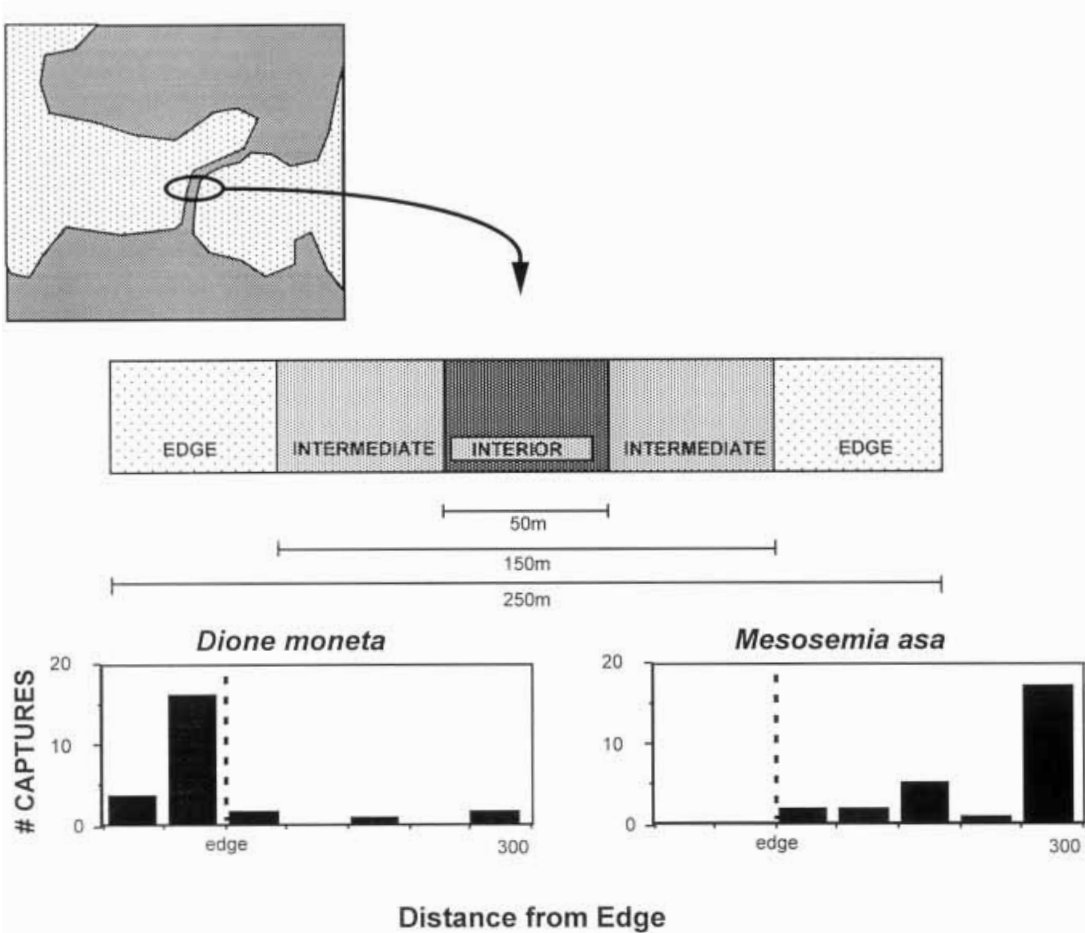 EDGE INTERMEDIATE INTERIOR INTERMEDIATE EDGE
50m
150m
250m
Dione moneta Mesosemia asa
# CAPTURES
20 20
10 10
0 0
edge 300 edge 300
Distance from Edge